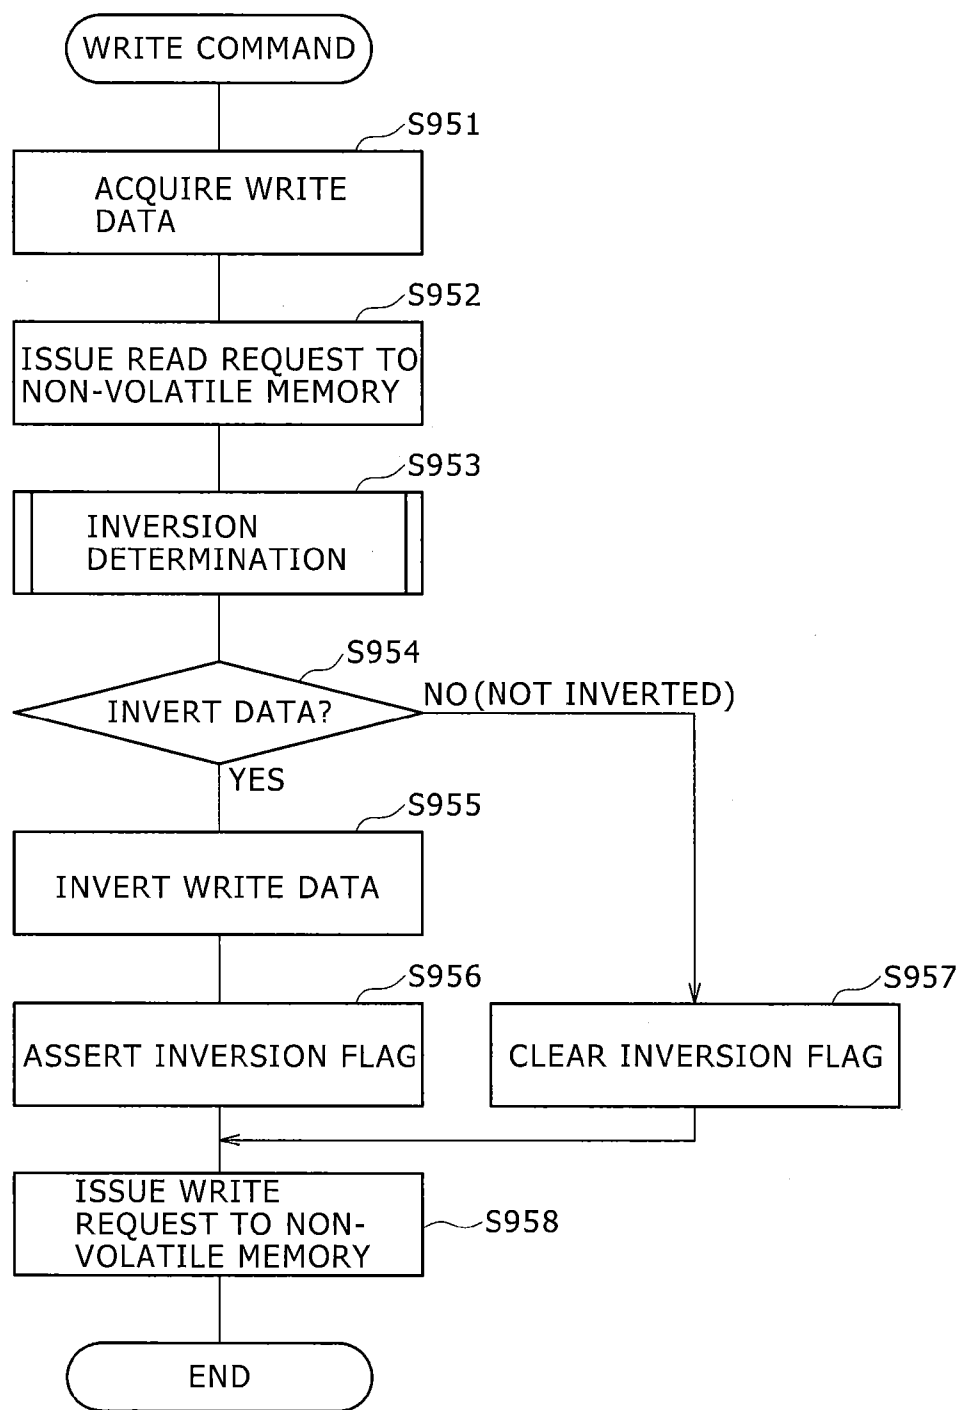 WRITE COMMAND
S951
ACQUIRE WRITE
DATA
S952
ISSUE READ REQUEST TO
NON-VOLATILE MEMORY
S953
INVERSION
DETERMINATION
S954
INVERT DATA?
NO (NOT INVERTED)
YES
S955
INVERT WRITE DATA
S956
ASSERT INVERSION FLAG
S957
CLEAR INVERSION FLAG
ISSUE WRITE
REQUEST TO NON-
VOLATILE MEMORY
S958
END